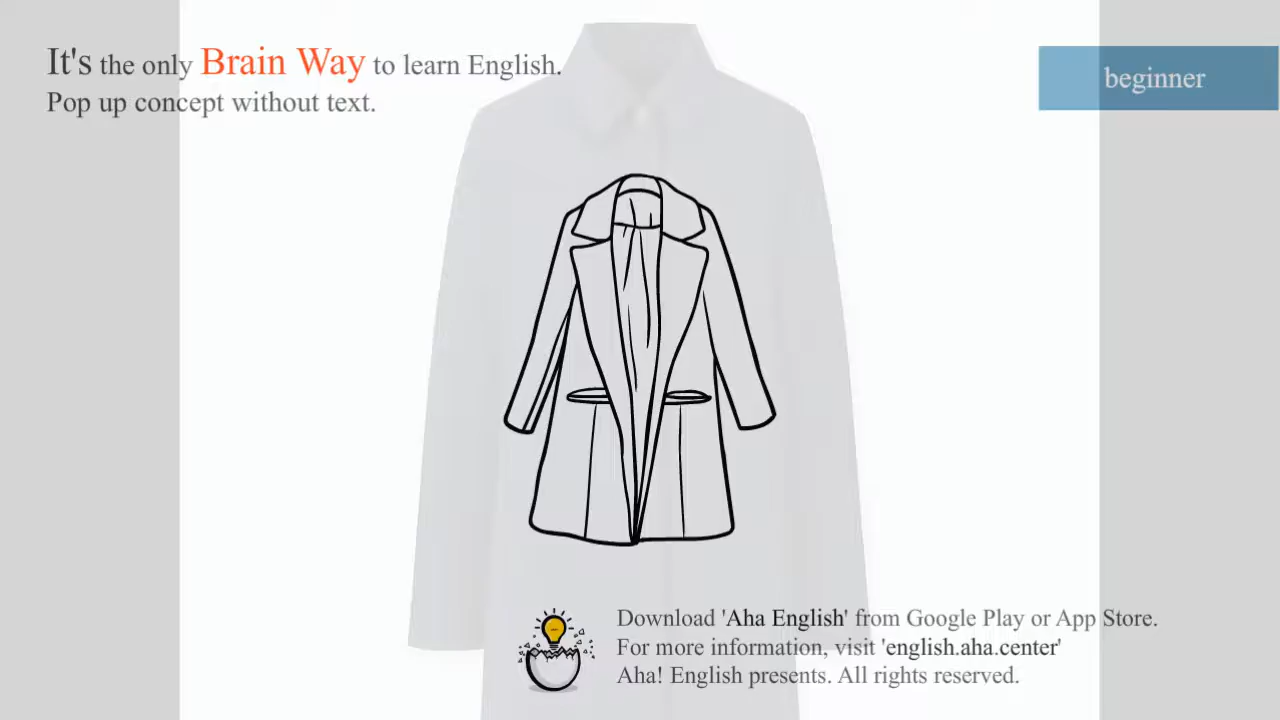 It's the only Brain Way to learn English.
Pop up concept without text.
beginner
Download 'Aha English' from Google Play or App Store.
For more information, visit 'english.aha.center'
Aha! English presents. All rights reserved.